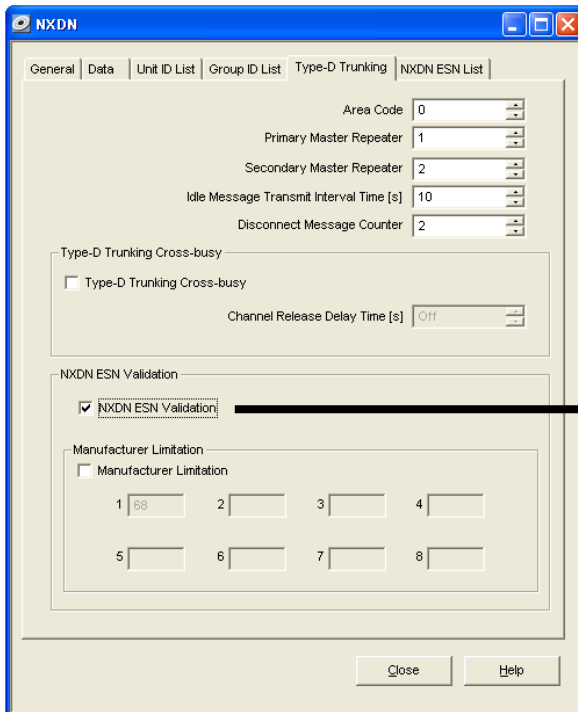 NXDN
General Data Unit ID List Group ID List Type-D Trunking NXDN ESN List
Area Code 0
Primary Master Repeater 1
Secondary Master Repeater 2
Idle Message Transmit Interval Time [s] 10
Disconnect Message Counter 2
Type-D Trunking Cross-busy
Type-D Trunking Cross-busy
Channel Release Delay Time [s] Off
NXDN ESN Validation
NXDN ESN Validation
Manufacturer Limitation
Manufacturer Limitation
1 68 2 3 4
5 6 7 8
Close Help